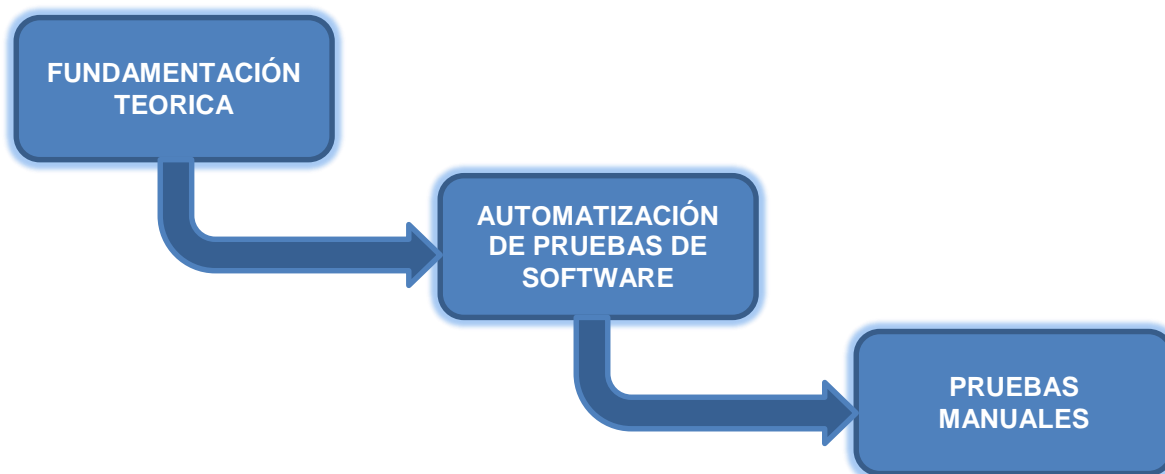 FUNDAMENTACIÓN
TEORICA
AUTOMATIZACIÓN
DE PRUEBAS DE
SOFTWARE
PRUEBAS
MANUALES